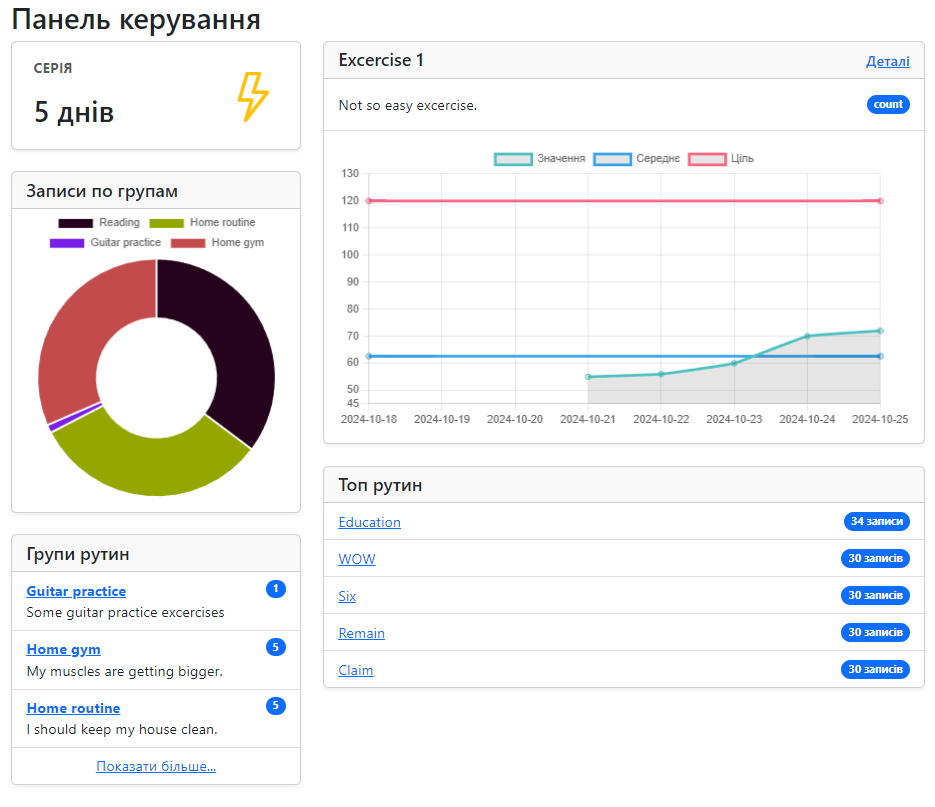 Панель керування
СЕРІЯ
5 днів
Записи по групам
Reading Home routine
Guitar practice Home gym
Групи рутин
Guitar practice 1
Some guitar practice excercises
Home gym 5
My muscles are getting bigger.
Home routine 5
I should keep my house clean.
Показати більше...
Excercise 1 Деталі
Not so easy excercise. count
Значення Середнє Ціль
130
120
110
100
90
80
70
60
50
45
2024-10-18 2024-10-19 2024-10-20 2024-10-21 2024-10-22 2024-10-23 2024-10-24 2024-10-25
Топ рутин
Education 34 записи
WOW 30 записів
Six 30 записів
Remain 30 записів
Claim 30 записів